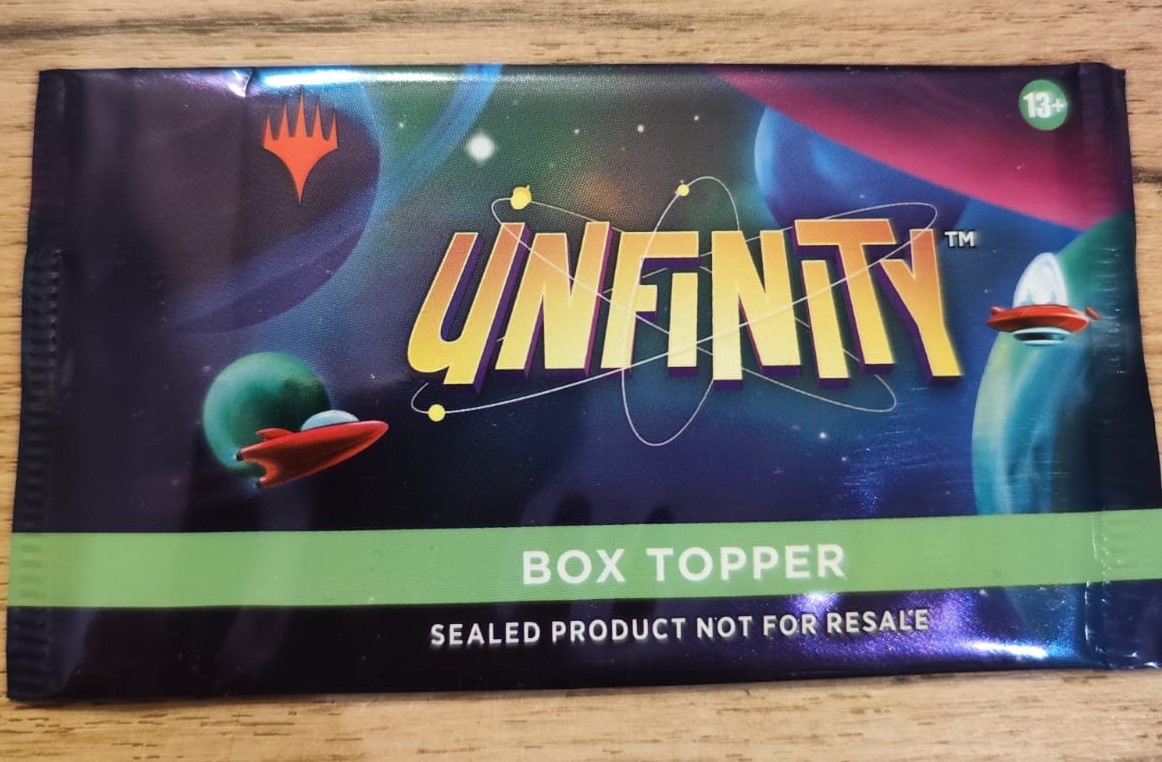 13+
UNFiNiTY™
BOX TOPPER
SEALED PRODUCT NOT FOR RESALE